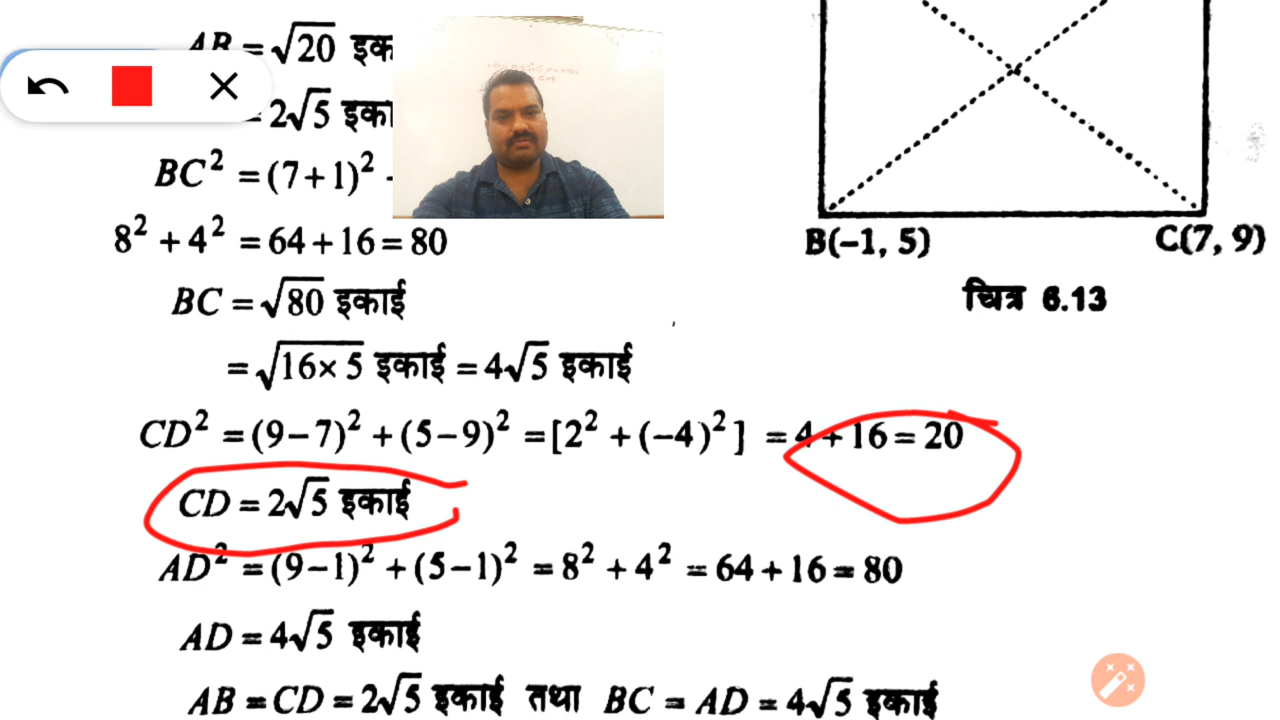 AB = √20
2√5
BC² = (7+1)²
8² + 4² = 64 + 16 = 80
BC = √80 इकाई
= √16×5 इकाई = 4√5 इकाई
CD² = (9−7)² + (5−9)² = [2² + (−4)²] = 4 + 16 = 20
CD = 2√5 इकाई
AD² = (9−1)² + (5−1)² = 8² + 4² = 64 + 16 = 80
AD = 4√5 इकाई
AB = CD = 2√5 इकाई तथा BC = AD = 4√5 इकाई
B(−1, 5)
C(7, 9)
चित्र 6.13